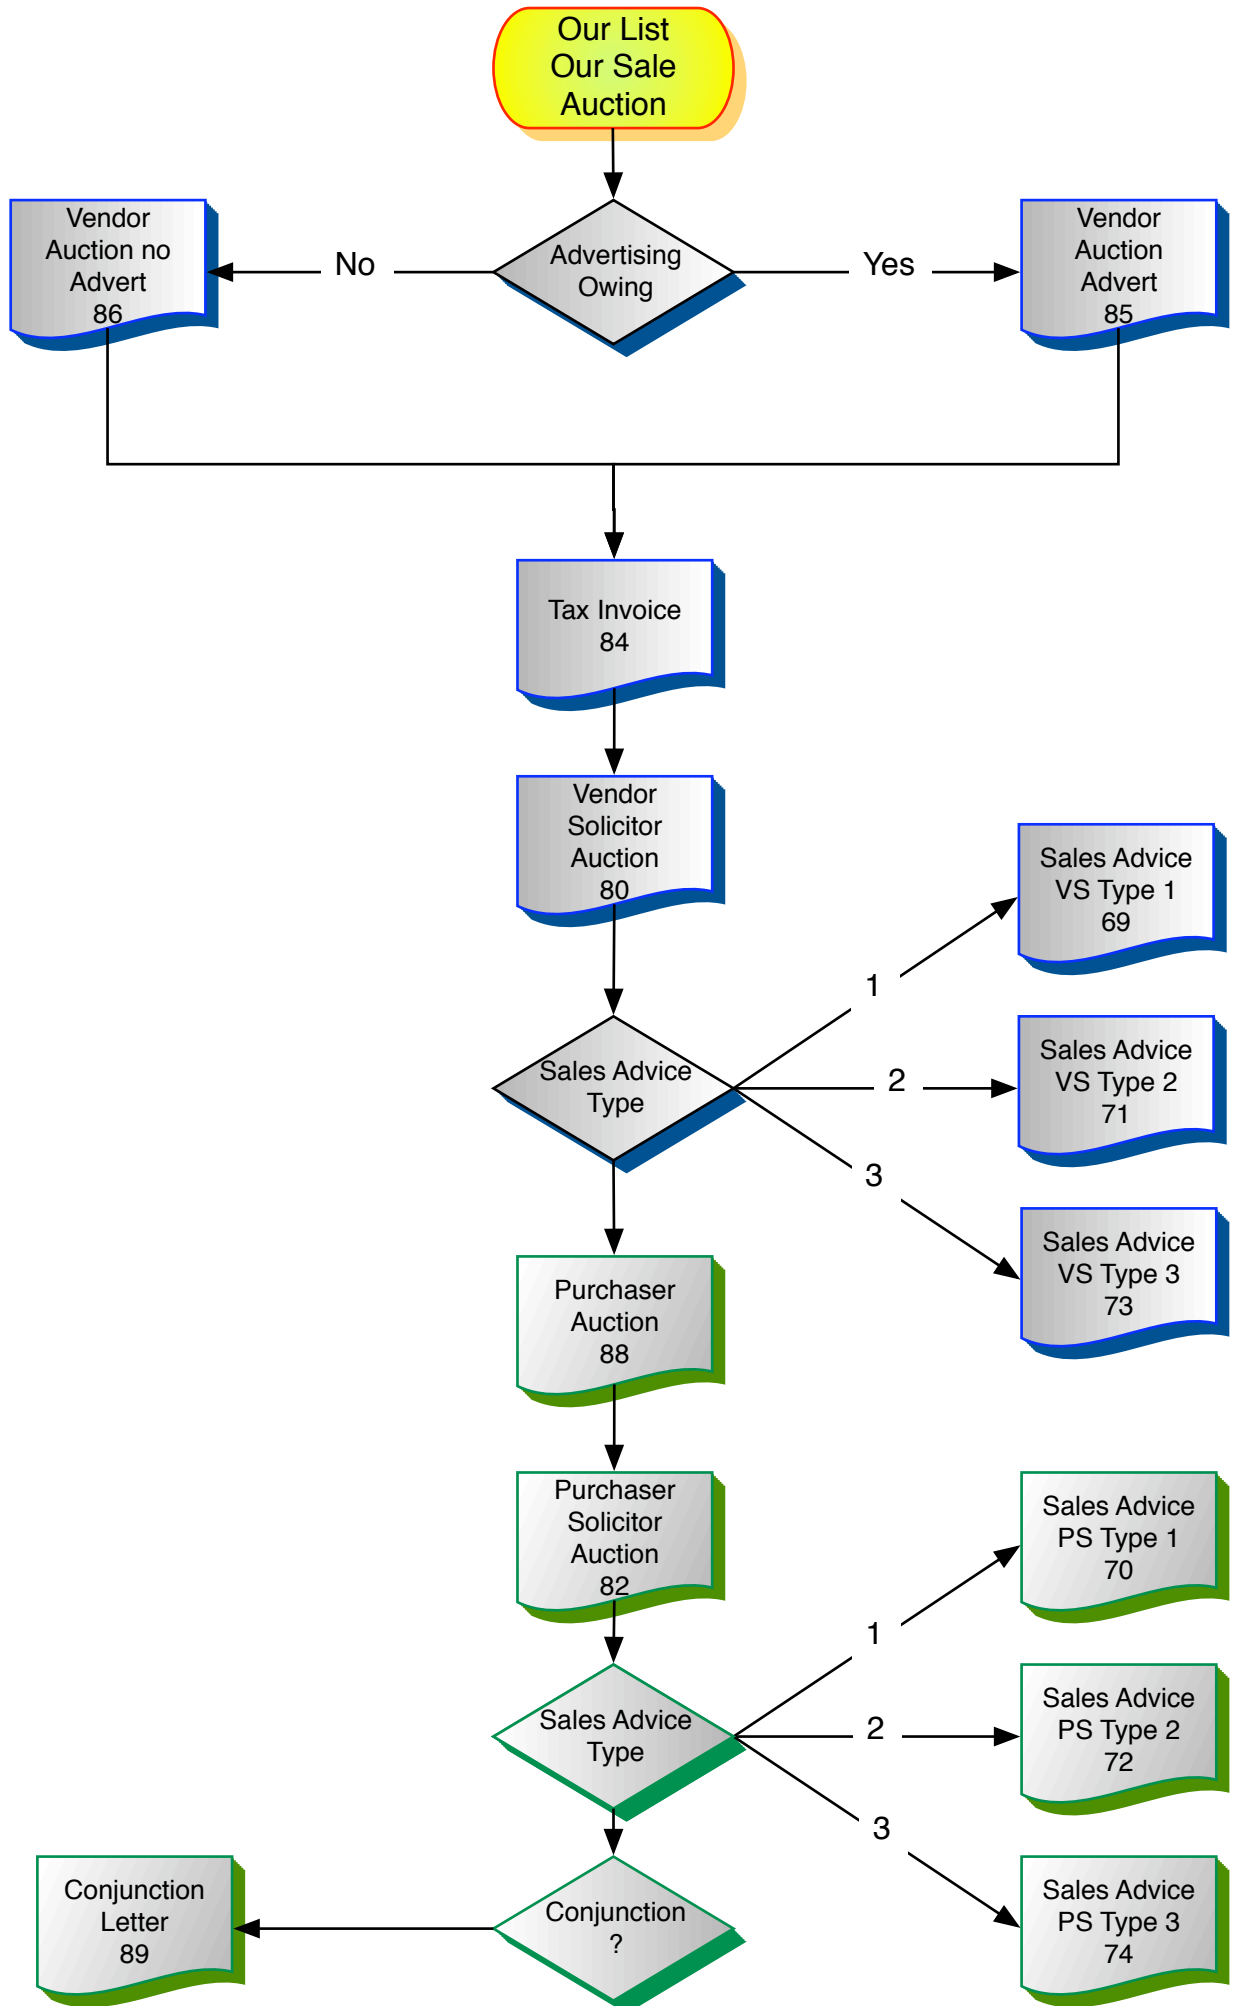 Our List
Our Sale
Auction
Vendor
Auction no
Advert
86
No
Advertising
Owing
Yes
Vendor
Auction
Advert
85
Tax Invoice
84
Vendor
Solicitor
Auction
80
Sales Advice
VS Type 1
69
1
Sales Advice
Type
2
Sales Advice
VS Type 2
71
3
Sales Advice
VS Type 3
73
Purchaser
Auction
88
Purchaser
Solicitor
Auction
82
Sales Advice
PS Type 1
70
1
Sales Advice
Type
2
Sales Advice
PS Type 2
72
3
Sales Advice
PS Type 3
74
Conjunction
Letter
89
Conjunction
?